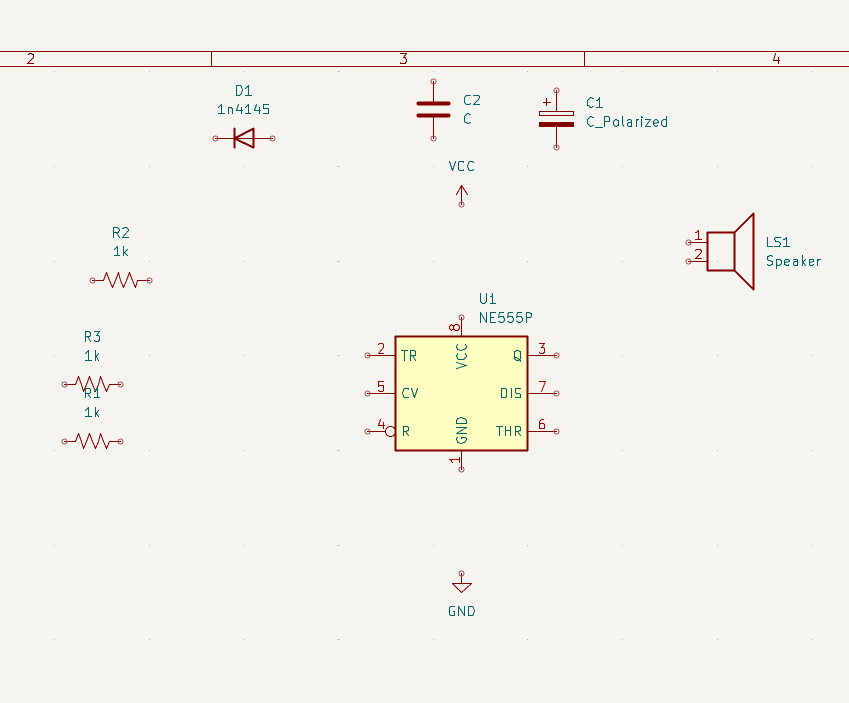 2 3 4
D1
1n4145
C2
C
+
C1
C_Polarized
VCC
R2
1k
1
2
LS1
Speaker
R3
1k
R1
1k
U1
NE555P
8
VCC
2 TR
Q 3
5 CV
DIS 7
4 R
THR 6
GND
1
GND